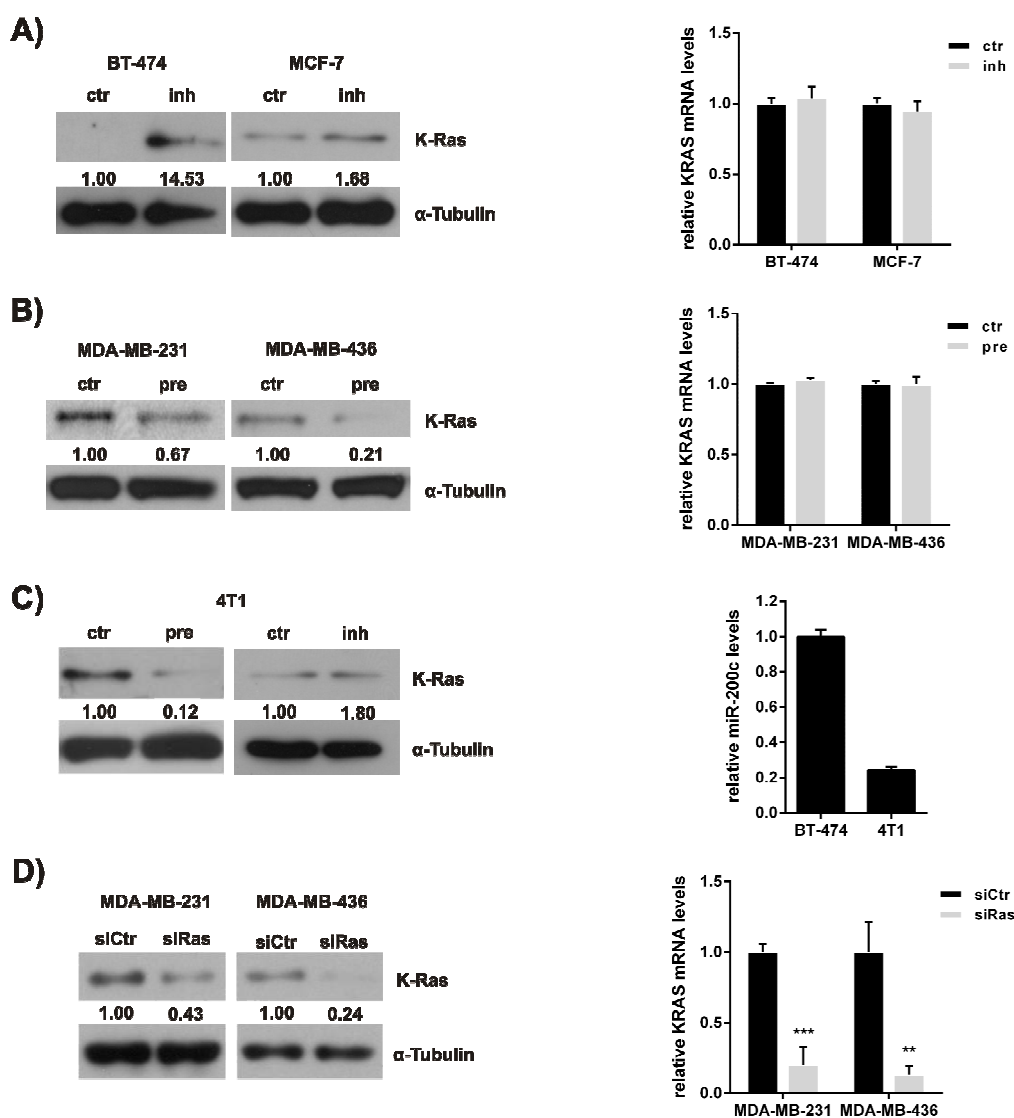 A)
BT-474 MCF-7
ctr inh ctr inh
K-Ras
1.00 14.53 1.00 1.68
α-Tubulin
relative KRAS mRNA levels
1.5
1.0
0.5
0.0
BT-474 MCF-7
ctr
inh
B)
MDA-MB-231 MDA-MB-436
ctr pre ctr pre
K-Ras
1.00 0.67 1.00 0.21
α-Tubulin
relative KRAS mRNA levels
1.5
1.0
0.5
0.0
MDA-MB-231 MDA-MB-436
ctr
pre
C)
4T1
ctr pre ctr inh
K-Ras
1.00 0.12 1.00 1.80
α-Tubulin
relative miR-200c levels
1.2
1.0
0.8
0.6
0.4
0.2
0.0
BT-474 4T1
D)
MDA-MB-231 MDA-MB-436
siCtr siRas siCtr siRas
K-Ras
1.00 0.43 1.00 0.24
α-Tubulin
relative KRAS mRNA levels
1.5
1.0
0.5
0.0
*** **
MDA-MB-231 MDA-MB-436
siCtr
siRas